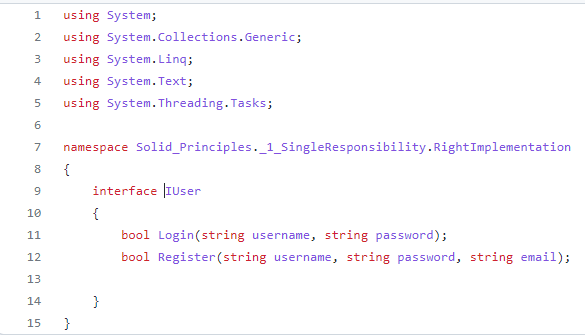 1 using System;
2 using System.Collections.Generic;
3 using System.Linq;
4 using System.Text;
5 using System.Threading.Tasks;
6
7 namespace Solid_Principles._1_SingleResponsibility.RightImplementation
8 {
9     interface IUser
10     {
11         bool Login(string username, string password);
12         bool Register(string username, string password, string email);
13
14     }
15 }